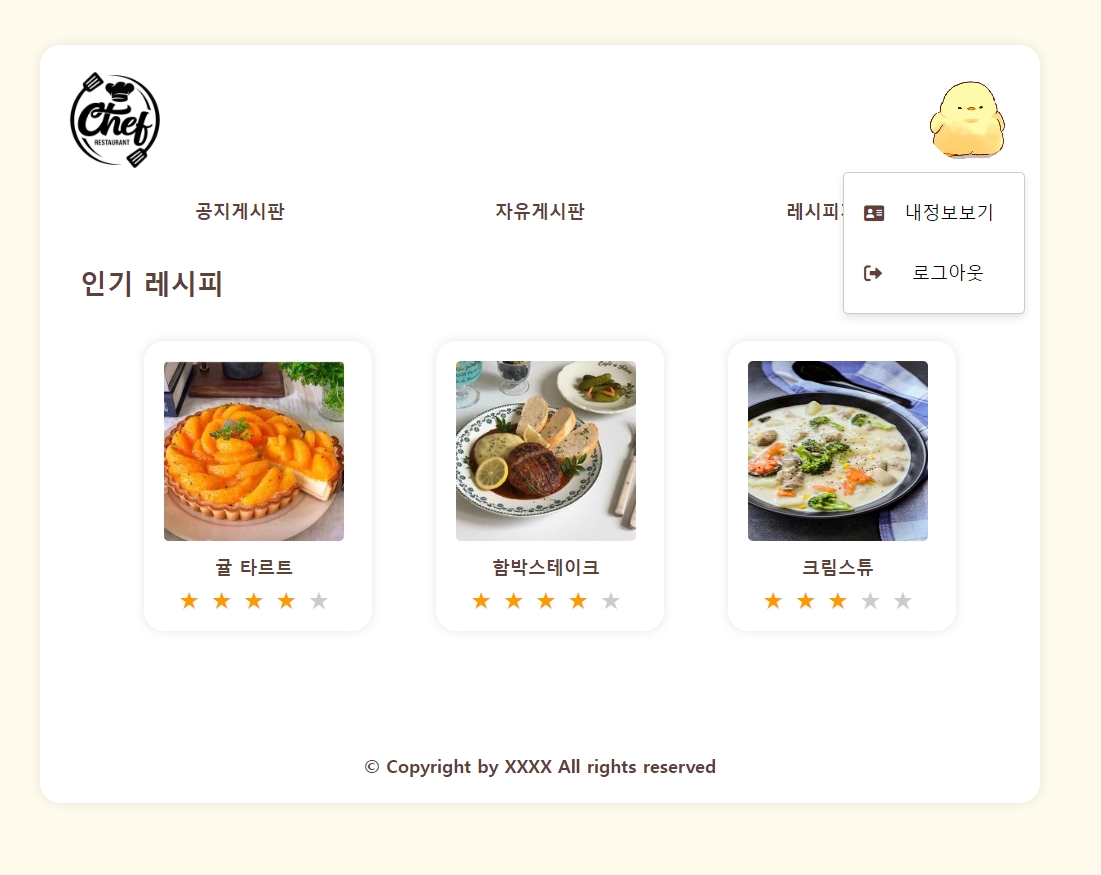 Chef
RESTAURANT
공지게시판
자유게시판
레시피
내정보보기
로그아웃
인기 레시피
귤 타르트
함박스테이크
크림스튜
★ ★ ★ ★ ★
★ ★ ★ ★ ★
★ ★ ★ ★ ★
© Copyright by XXXX All rights reserved